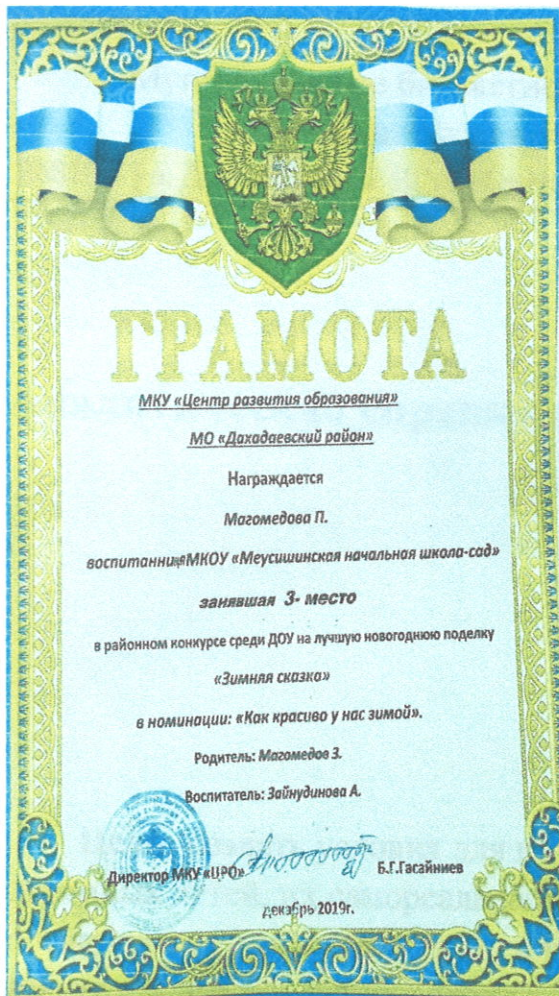 ГРАМОТА
МКУ «Центр развития образования»
МО «Дахадаевский район»
Награждается
Магомедова П.
МКОУ «Меусишинская начальная школа-сад»
занявшая 3- место
в районном конкурсе среди ДОУ на лучшую новогоднюю поделку
«Зимняя сказка»
в номинации: «Как красиво у нас зимой».
Родитель: Магомедов З.
Воспитатель: Зайнудинова А.
Директор МКУ «ЦРО» Б.Г.Гасайниев
декабрь 2019г.